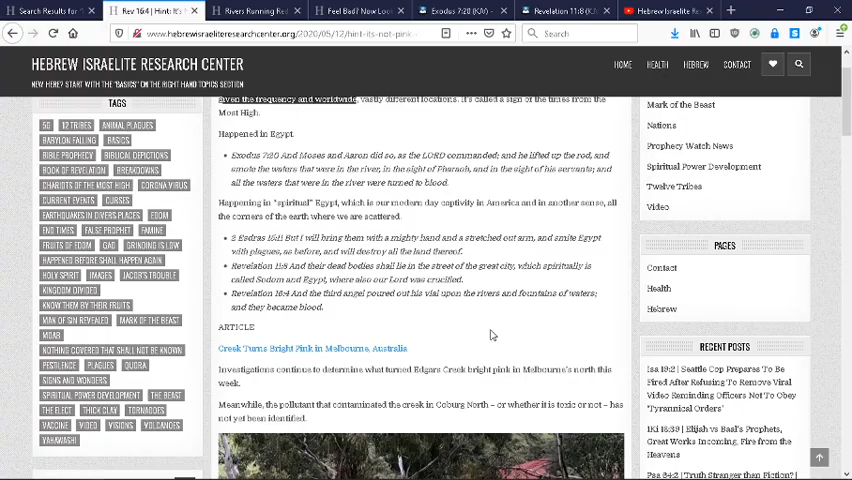 Search Results for "
Rev 16:4 | Hint: It's
Rivers Running Red
Feel Bad? Now Look
Exodus 7:20 (KJV) -
Revelation 11:8 (KJV)
Hebrew Israelite Res
www.hebrewisraeliteresearchcenter.org/2020/05/12/hint-its-not-pink
Search
HEBREW ISRAELITE RESEARCH CENTER
NEW HERE? START WITH THE "BASICS" ON THE RIGHT HAND TOPICS SECTION
HOME
HEALTH
HEBREW
CONTACT
TAGS
5G
12 TRIBES
ANIMAL PLAGUES
BABYLON FALLING
BASICS
BIBLE PROPHECY
BIBLICAL DEPICTIONS
BOOK OF REVELATION
BREAKDOWNS
CHARIOTS OF THE MOST HIGH
CORONA VIRUS
CURRENT EVENTS
CURSES
EARTHQUAKES IN DIVERS PLACES
EDOM
END TIMES
FALSE PROPHET
FAMINE
FRUITS OF EDOM
GAD
GRINDING IS LOW
HAPPENED BEFORE SHALL HAPPEN AGAIN
HOLY SPIRIT
IMAGES
JACOB'S TROUBLE
KINGDOM DIVIDED
KNOW THEM BY THEIR FRUITS
MAN OF SIN REVEALED
MARK OF THE BEAST
MOAB
NOTHING COVERED THAT SHALL NOT BE KNOWN
PESTILENCE
PLAGUES
QUORA
SIGNS AND WONDERS
SPIRITUAL POWER DEVELOPMENT
THE BEAST
THE ELECT
THICK CLAY
TORNADOES
VACCINE
VIDEO
VISIONS
VOLCANOES
YAHAWASHI
given the frequency and worldwide, vastly different locations. It's called a sign of the times from the
Most High.
Happened in Egypt
• Exodus 7:20 And Moses and Aaron did so, as the LORD commanded; and he lifted up the rod, and
smote the waters that were in the river, in the sight of Pharaoh, and in the sight of his servants; and
all the waters that were in the river were turned to blood.
Happening in "spiritual" Egypt, which is our modern day captivity in America and in another sense, all
the corners of the earth where we are scattered.
• 2 Esdras 15:11 But I will bring them with a mighty hand and a stretched out arm, and smite Egypt
with plagues, as before, and will destroy all the land thereof.
• Revelation 11:8 And their dead bodies shall lie in the street of the great city, which spiritually is
called Sodom and Egypt, where also our Lord was crucified.
• Revelation 16:4 And the third angel poured out his vial upon the rivers and fountains of waters;
and they became blood.
ARTICLE
Creek Turns Bright Pink in Melbourne, Australia
Investigations continue to determine what turned Edgars Creek bright pink in Melbourne's north this
week.
Meanwhile, the pollutant that contaminated the creek in Coburg North – or whether it is toxic or not – has
not yet been identified.
Mark of the Beast
Nations
Prophecy Watch News
Spiritual Power Development
Twelve Tribes
Video
PAGES
Contact
Health
Hebrew
RECENT POSTS
Isa 19:2 | Seattle Cop Prepares To Be
Fired After Refusing To Remove Viral
Video Reminding Officers Not To Obey
'Tyrannical Orders'
1Ki 18:39 | Elijah vs Baal's Prophets,
Great Works Incoming, Fire from the
Heavens
Psa 64:2 | Truth Stranger than Fiction? |